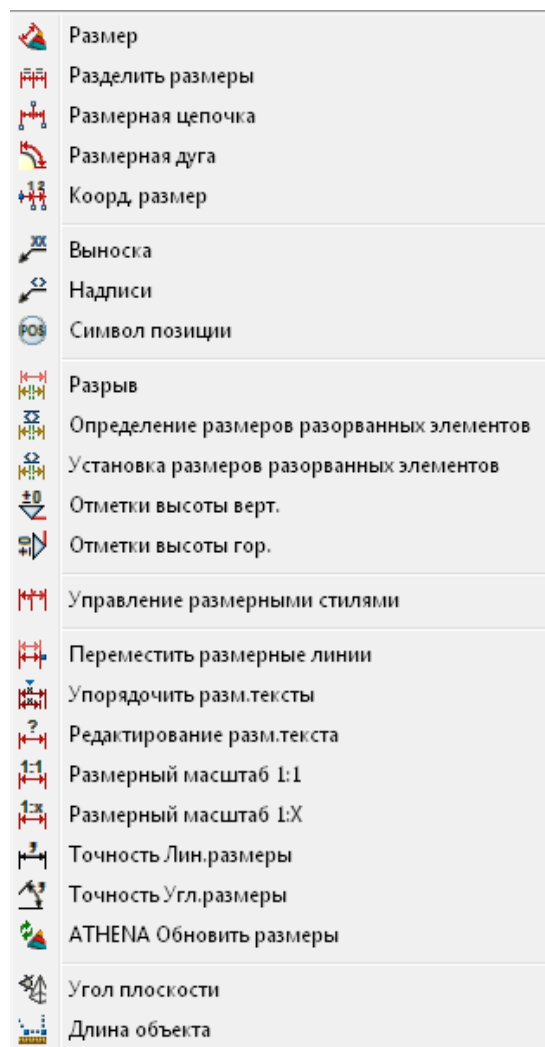 Размер
Разделить размеры
Размерная цепочка
Размерная дуга
Коорд. размер
Выноска
Надписи
Символ позиции
Разрыв
Определение размеров разорванных элементов
Установка размеров разорванных элементов
Отметки высоты верт.
Отметки высоты гор.
Управление размерными стилями
Переместить размерные линии
Упорядочить разм.тексты
Редактирование разм.текста
Размерный масштаб 1:1
Размерный масштаб 1:X
Точность Лин.размеры
Точность Угл.размеры
ATHENA Обновить размеры
Угол плоскости
Длина объекта